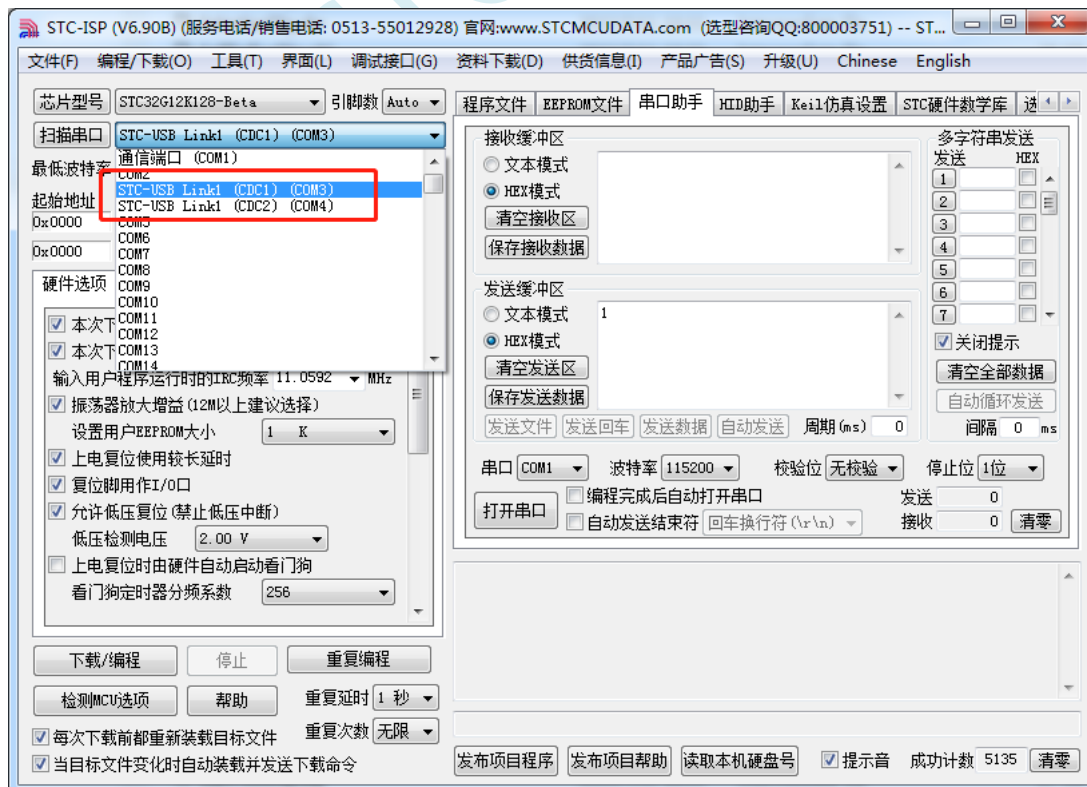 STC-ISP (V6.90B) (服务电话/销售电话: 0513-55012928) 官网:www.STCMCUDATA.com (选型咨询QQ:800003751) -- ST...
文件(F) 编程/下载(O) 工具(T) 界面(L) 调试接口(G) 资料下载(D) 供货信息(I) 产品广告(S) 升级(U) Chinese English
芯片型号 STC32G12K128-Beta 引脚数 Auto
扫描串口 STC-USB Link1 (CDC1) (COM3)
最低波特率
通信端口 (COM1)
COM2
STC-USB Link1 (CDC1) (COM3)
STC-USB Link1 (CDC2) (COM4)
COM5
COM6
COM7
COM8
COM9
COM10
COM11
COM12
COM13
COM14
起始地址
0x0000
0x0000
硬件选项
本次下
本次下
输入用户程序运行时的IRC频率 11.0592 MHz
振荡器放大增益(12M以上建议选择)
设置用户EEPROM大小 1 K
上电复位使用较长延时
复位脚用作I/O口
允许低压复位(禁止低压中断)
低压检测电压 2.00 V
上电复位时由硬件自动启动看门狗
看门狗定时器分频系数 256
下载/编程 停止 重复编程
检测MCU选项 帮助 重复延时 1 秒
每次下载前都重新装载目标文件 重复次数 无限
当目标文件变化时自动装载并发送下载命令
程序文件 EEPROM文件 串口助手 HID助手 Keil仿真设置 STC硬件数学库
接收缓冲区
文本模式
HEX模式
清空接收区
保存接收数据
发送缓冲区
文本模式 1
HEX模式
清空发送区
保存发送数据
发送文件 发送回车 发送数据 自动发送 周期(ms) 0
多字符串发送
发送 HEX
1
2
3
4
5
6
7
关闭提示
清空全部数据
自动循环发送
间隔 0 ms
串口 COM1 波特率 115200 校验位 无校验 停止位 1位
打开串口 编程完成后自动打开串口 发送 0
自动发送结束符 回车换行符(\r\n) 接收 0 清零
发布项目程序 发布项目帮助 读取本机硬盘号 提示音 成功计数 5135 清零